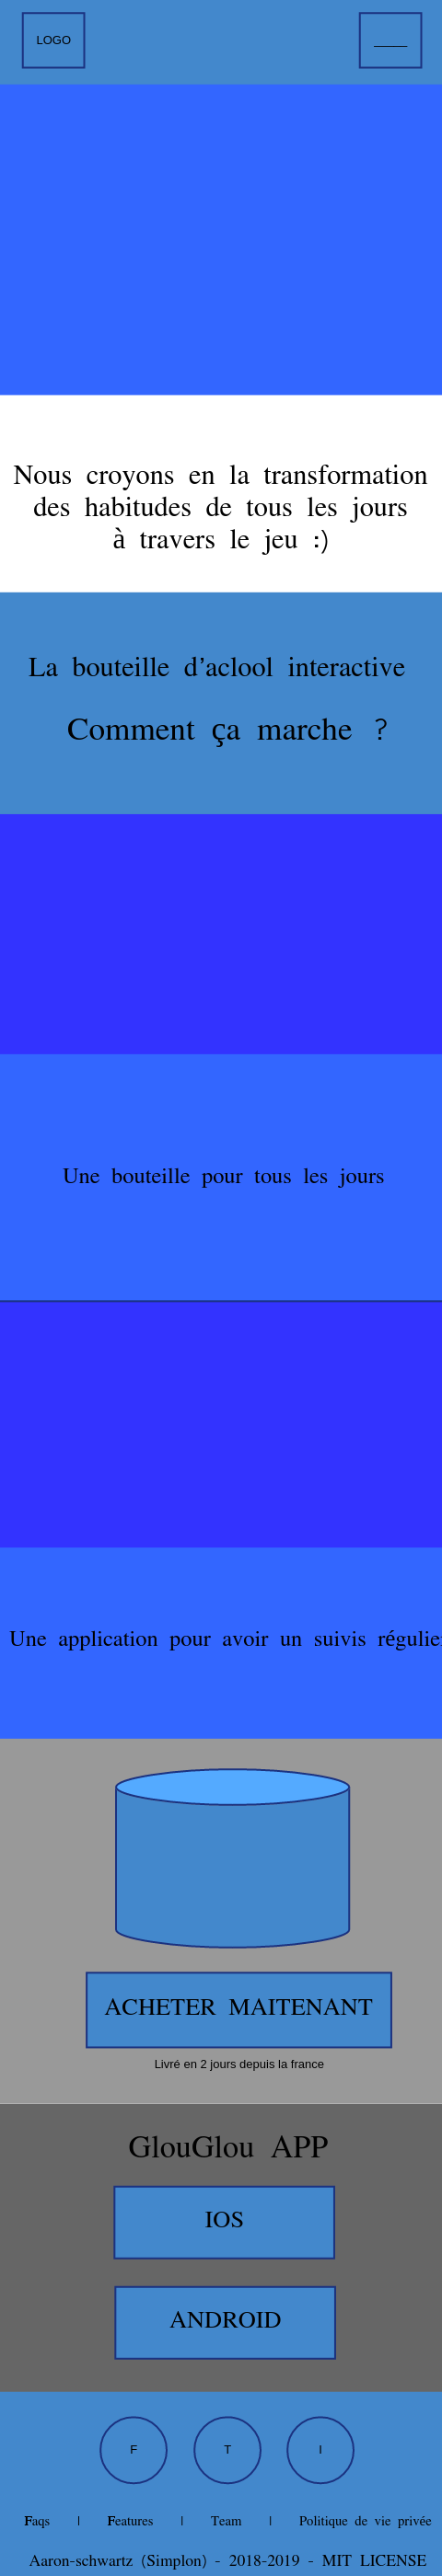 LOGO
Nous croyons en la transformation
des habitudes de tous les jours
à travers le jeu :)
La bouteille d'aclool interactive
Comment ça marche ?
Une bouteille pour tous les jours
Une application pour avoir un suivis régulie
ACHETER MAITENANT
Livré en 2 jours depuis la france
GlouGlou APP
IOS
ANDROID
F T I
Faqs | Features | Team | Politique de vie privée
Aaron-schwartz (Simplon) - 2018-2019 - MIT LICENSE